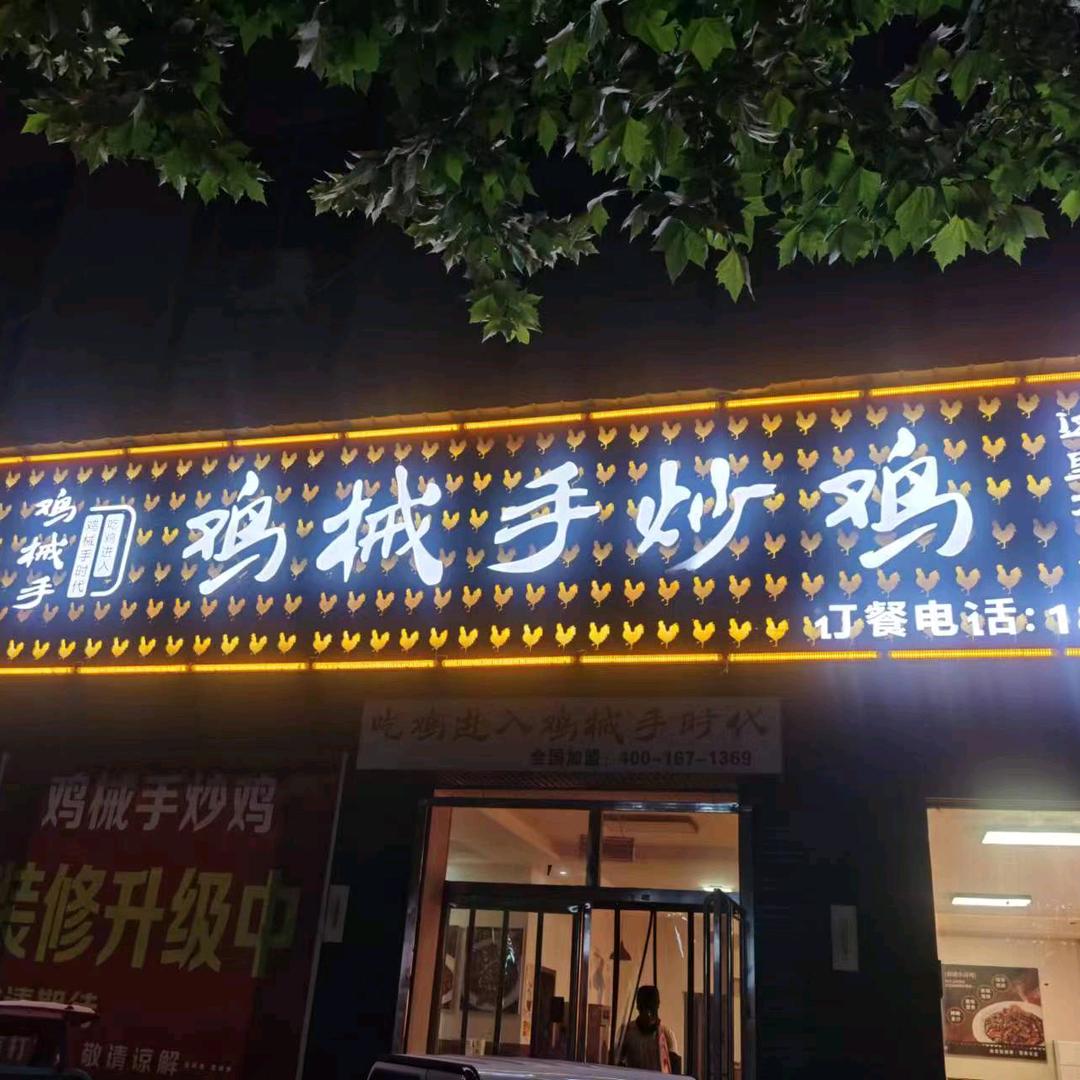 鸡械手
吃鸡进入
鸡械手时代
鸡械手炒鸡
订餐电话:1
吃鸡进入鸡械手时代
全国加盟：400-167-1369
鸡械手炒鸡
装修升级中
敬请谅解